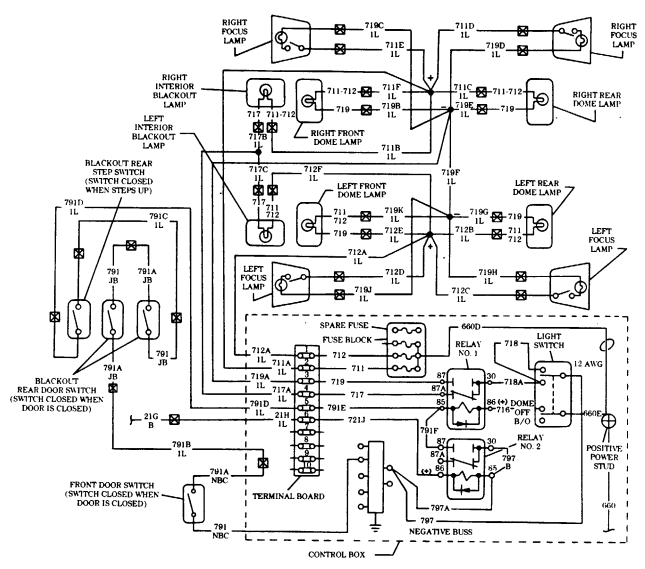 RIGHT
FOCUS
LAMP
719C
1L
711E
1L
711D
1L
719D
1L
RIGHT
FOCUS
LAMP
RIGHT
INTERIOR
BLACKOUT
LAMP
711-712
719
711F
1L
719B
1L
711C
1L
719E
1L
711-712
719
RIGHT REAR
DOME LAMP
LEFT
INTERIOR
BLACKOUT
LAMP
717
711-712
717B
1L
RIGHT FRONT
DOME LAMP
711B
1L
BLACKOUT REAR
STEP SWITCH
(SWITCH CLOSED
WHEN STEPS UP)
717C
1L
712F
1L
719F
1L
717
711
712
LEFT FRONT
DOME LAMP
LEFT REAR
DOME LAMP
791D
1L
791C
1L
711
712
719
719K
1L
712E
1L
719G
1L
712B
1L
719
711
712
712A
1L
LEFT
FOCUS
LAMP
791
JB
791A
JB
LEFT
FOCUS
LAMP
712D
1L
719J
1L
719H
1L
712C
1L
SPARE FUSE
FUSE BLOCK
660D
RELAY
NO. 1
718
LIGHT
SWITCH
12 AWG
791
JB
791A
JB
BLACKOUT
REAR DOOR SWITCH
(SWITCH CLOSED WHEN
DOOR IS CLOSED)
712A
1L
711A
1L
719A
1L
717A
1L
791D
1L
21H
1L
1
2
3
4
5
6
7
8
9
10
712
711
719
717
791E
721J
87
87A
85
30
718A
86 (+)
716
DOME
OFF
B/O
660E
21G
B
791F
87
87A
(+)
86
30
85
RELAY
NO. 2
797
B
POSITIVE
POWER
STUD
791B
1L
791A
NBC
FRONT DOOR SWITCH
(SWITCH CLOSED WHEN
DOOR IS CLOSED)
TERMINAL BOARD
797A
797
660
791
NBC
NEGATIVE BUSS
CONTROL BOX